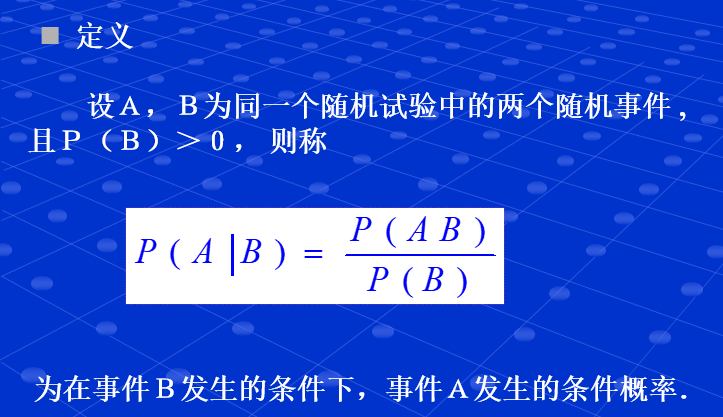 定义
设A，B为同一个随机试验中的两个随机事件，
且P（B）＞0，则称
P(A|B) = P(AB) / P(B)
为在事件B发生的条件下，事件A发生的条件概率．